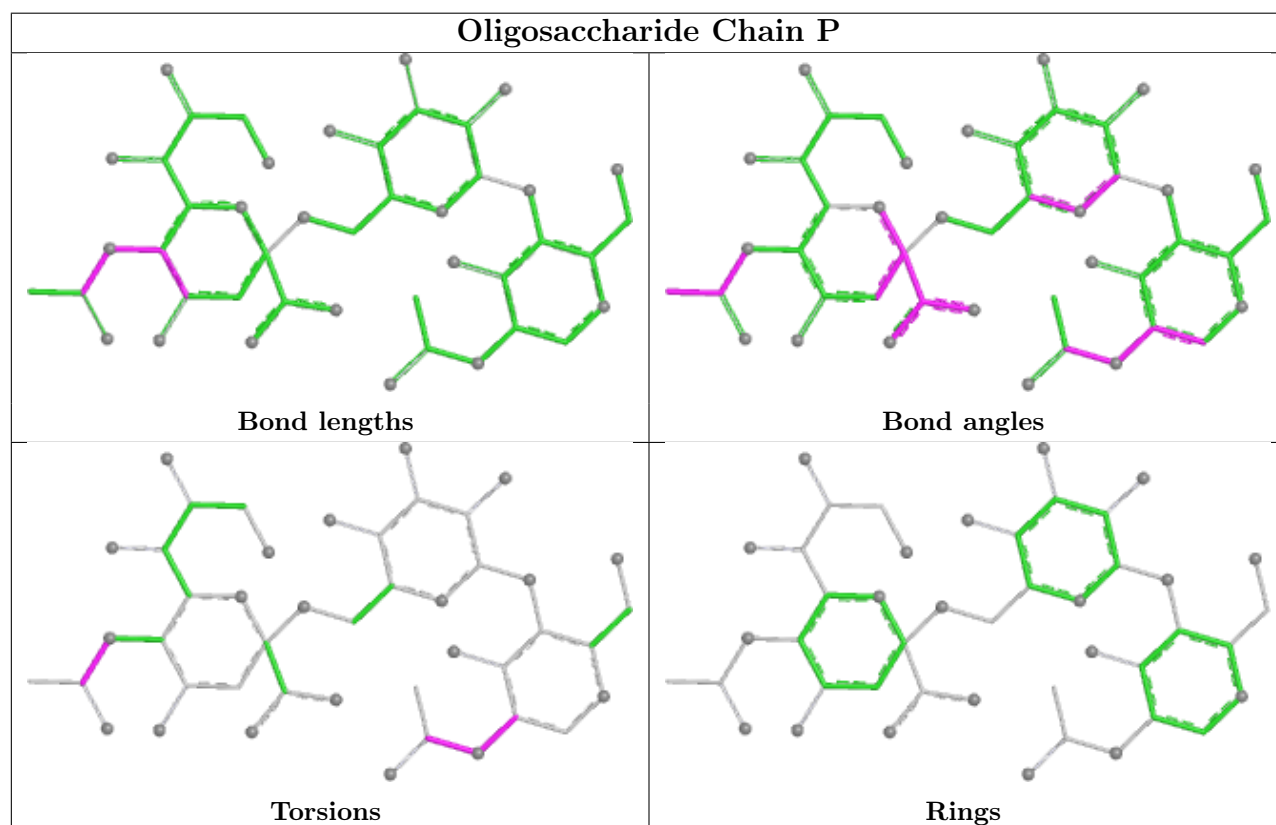 Oligosaccharide Chain P
Bond lengths
Bond angles
Torsions
Rings